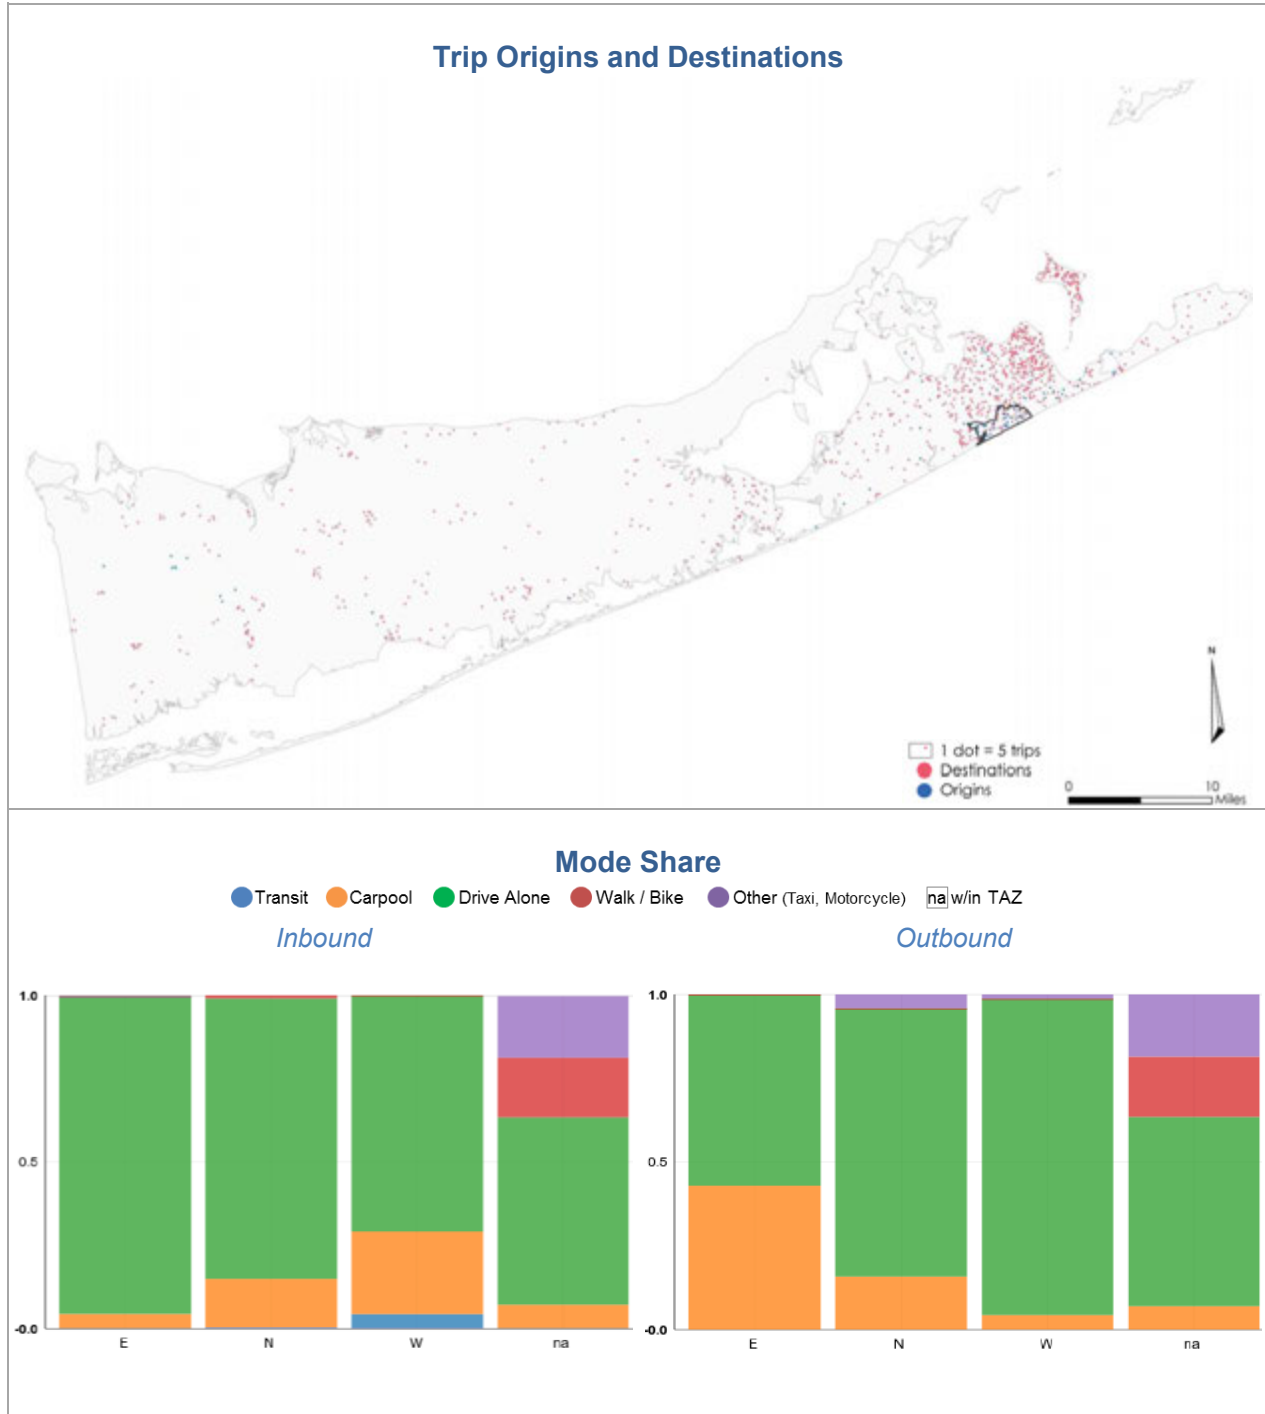 Trip Origins and Destinations
N
1 dot = 5 trips
Destinations
Origins
0 10
Miles
Mode Share
Transit Carpool Drive Alone Walk / Bike Other (Taxi, Motorcycle) na w/in TAZ
Inbound Outbound
1.0
0.5
-0.0
E N W na
1.0
0.5
-0.0
E N W na